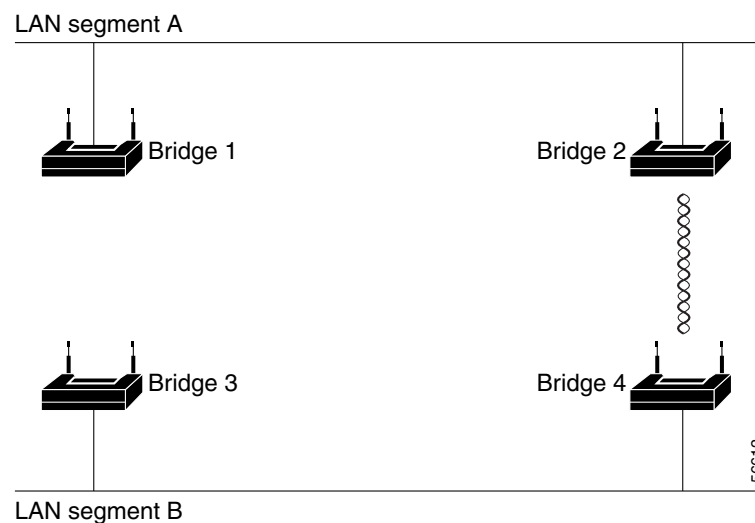 LAN segment A
Bridge 1
Bridge 2
Bridge 3
Bridge 4
LAN segment B